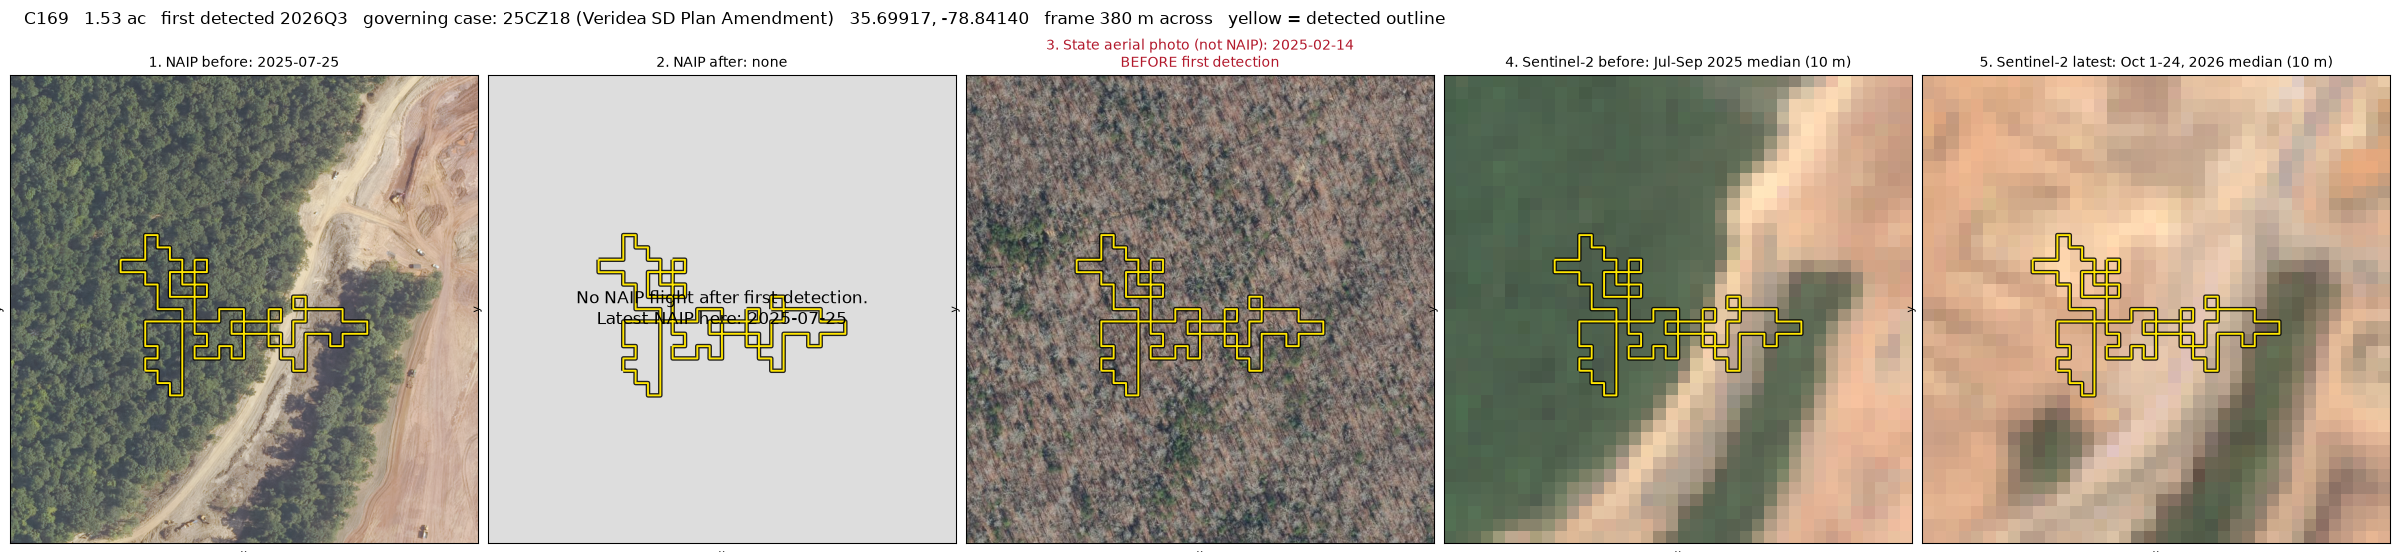 C169   1.53 ac   first detected 2026Q3   governing case: 25CZ18 (Veridea SD Plan Amendment)   35.69917, -78.84140   frame 380 m across   yellow = detected outline
1. NAIP before: 2025-07-25
2. NAIP after: none
3. State aerial photo (not NAIP): 2025-02-14
BEFORE first detection
4. Sentinel-2 before: Jul-Sep 2025 median (10 m)
5. Sentinel-2 latest: Oct 1-24, 2026 median (10 m)
No NAIP flight after first detection.
Latest NAIP here: 2025-07-25